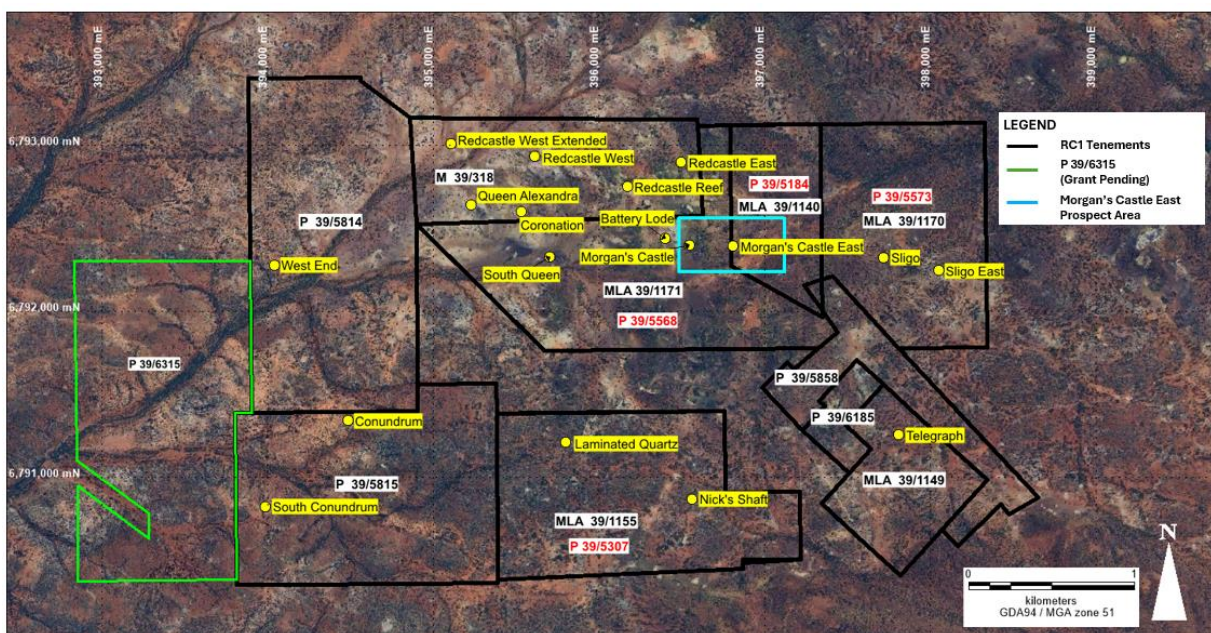 393,000 mE
394,000 mE
395,000 mE
396,000 mE
397,000 mE
398,000 mE
399,000 mE
6,793,000 mN
6,792,000 mN
6,791,000 mN
LEGEND
RC1 Tenements
P 39/6315
(Grant Pending)
Morgan's Castle East
Prospect Area
Redcastle West Extended
Redcastle West
Redcastle East
M 39/318
Redcastle Reef
P 39/5184
P 39/5573
Queen Alexandra
MLA 39/1140
P 39/5814
Coronation
Battery Lode
MLA 39/1170
West End
South Queen
Morgan's Castle
Morgan's Castle East
Sligo
Sligo East
MLA 39/1171
P 39/5568
P 39/6315
P 39/5858
P 39/6185
Conundrum
Laminated Quartz
Telegraph
P 39/5815
MLA 39/1149
South Conundrum
Nick's Shaft
MLA 39/1155
P 39/5307
N
0 1
kilometers
GDA94 / MGA zone 51